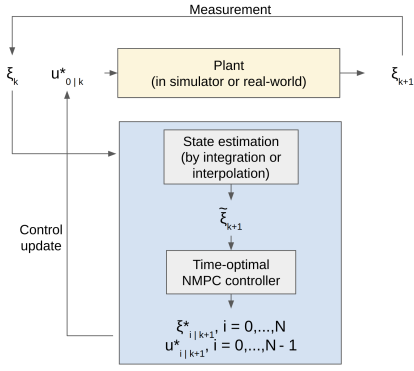 Measurement
ξk
u*0 | k
Plant
(in simulator or real-world)
ξk+1
State estimation
(by integration or
interpolation)
ξ̃k+1
Control
update
Time-optimal
NMPC controller
ξ*i | k+1, i = 0,...,N
u*i | k+1, i = 0,...,N - 1